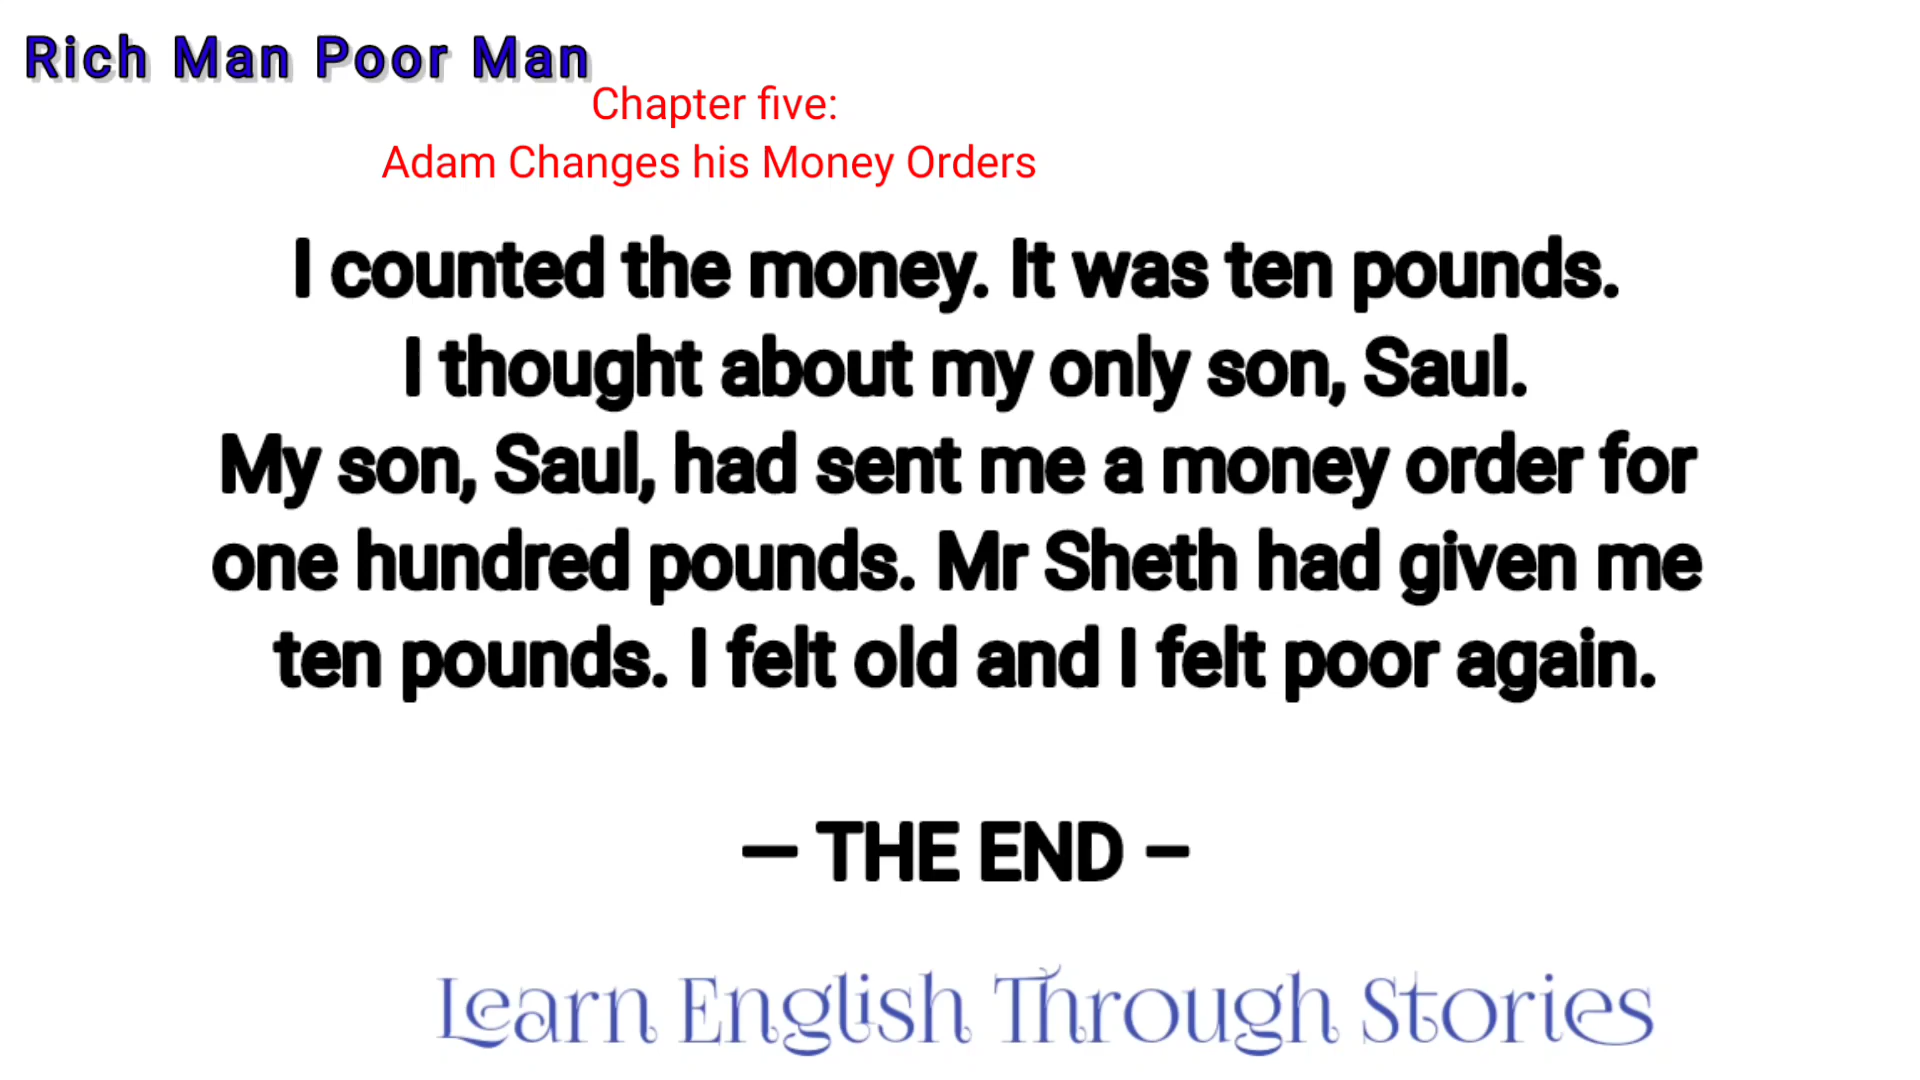 Rich Man Poor Man
Chapter five:
Adam Changes his Money Orders
I counted the money. It was ten pounds.
I thought about my only son, Saul.
My son, Saul, had sent me a money order for
one hundred pounds. Mr Sheth had given me
ten pounds. I felt old and I felt poor again.
— THE END –
Learn English Through Stories